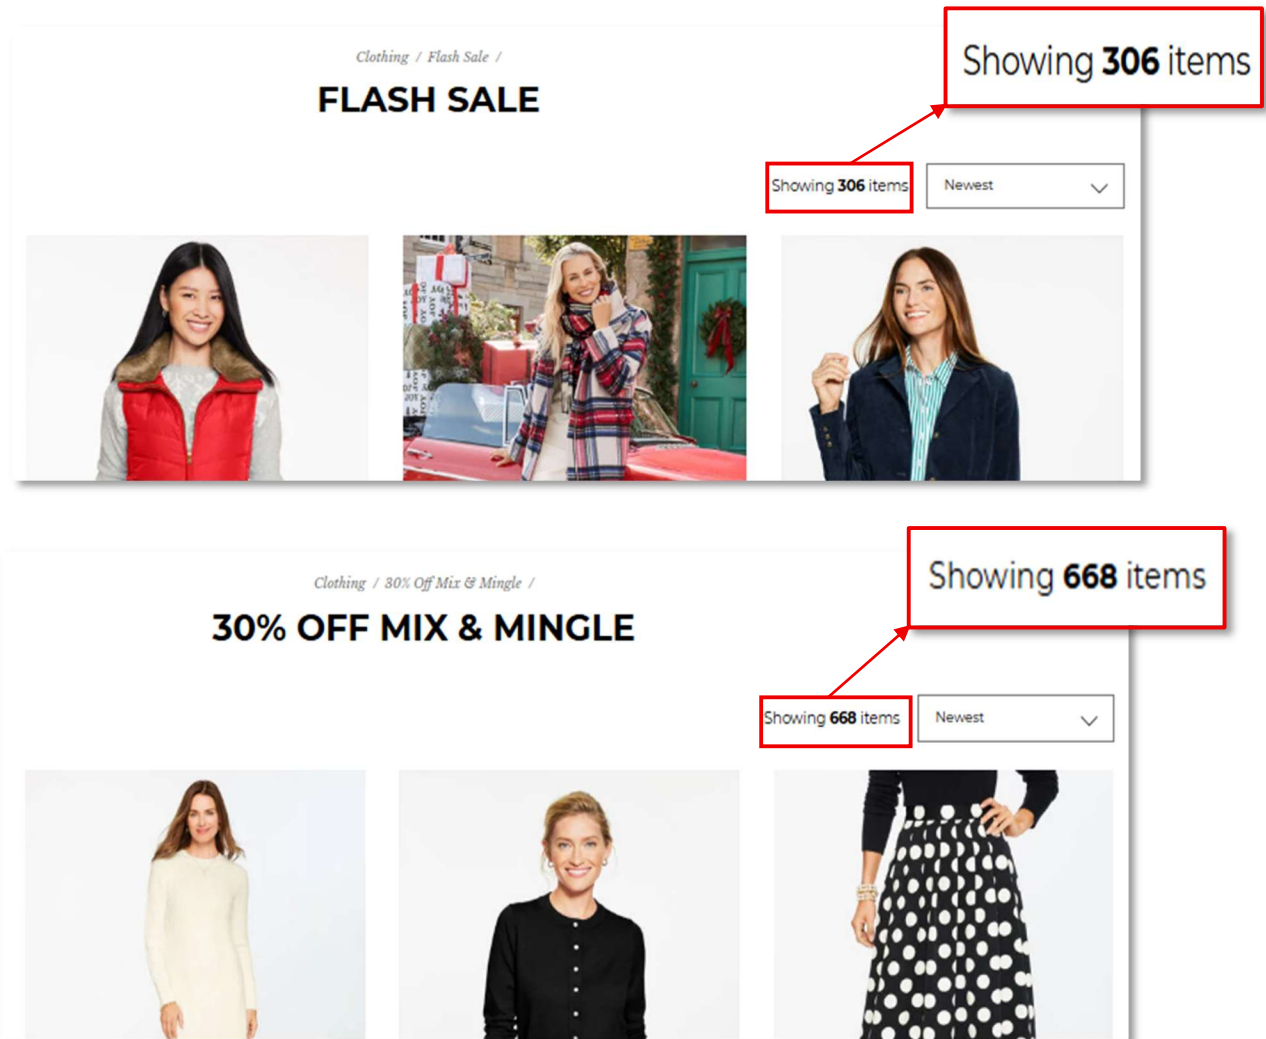 Showing 306 items
Clothing / Flash Sale /
FLASH SALE
Showing 306 items
Newest
Showing 668 items
Clothing / 30% Off Mix & Mingle /
30% OFF MIX & MINGLE
Showing 668 items
Newest